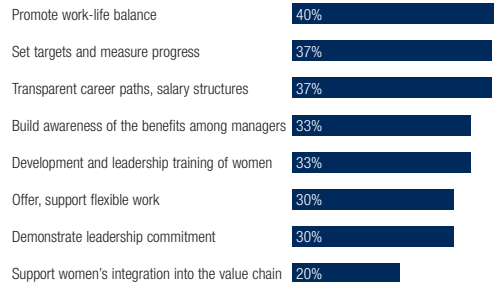 Promote work-life balance 40%
Set targets and measure progress 37%
Transparent career paths, salary structures 37%
Build awareness of the benefits among managers 33%
Development and leadership training of women 33%
Offer, support flexible work 30%
Demonstrate leadership commitment 30%
Support women's integration into the value chain 20%